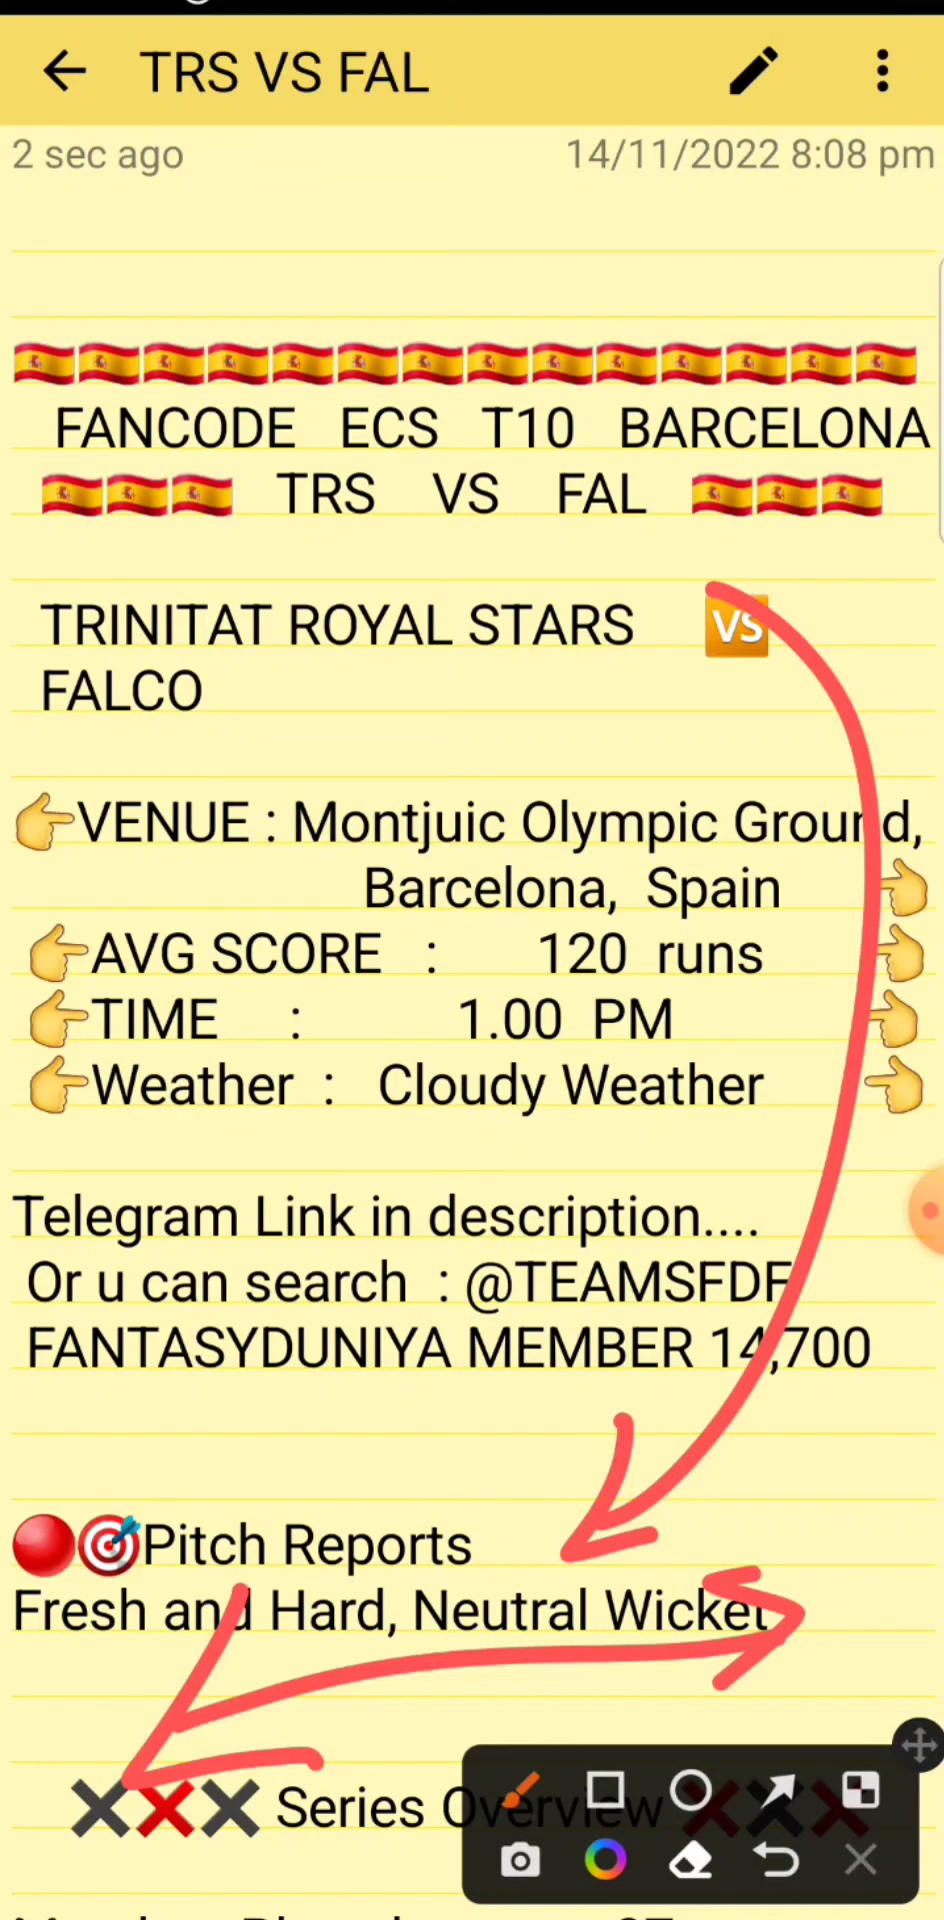 TRS VS FAL
2 sec ago 14/11/2022 8:08 pm
FANCODE ECS T10 BARCELONA
TRS VS FAL
TRINITAT ROYAL STARS VS
FALCO
VENUE : Montjuic Olympic Ground,
Barcelona, Spain
AVG SCORE : 120 runs
TIME : 1.00 PM
Weather : Cloudy Weather
Telegram Link in description....
Or u can search : @TEAMSFDF
FANTASYDUNIYA MEMBER 14,700
Pitch Reports
Fresh and Hard, Neutral Wicket
Series Overview